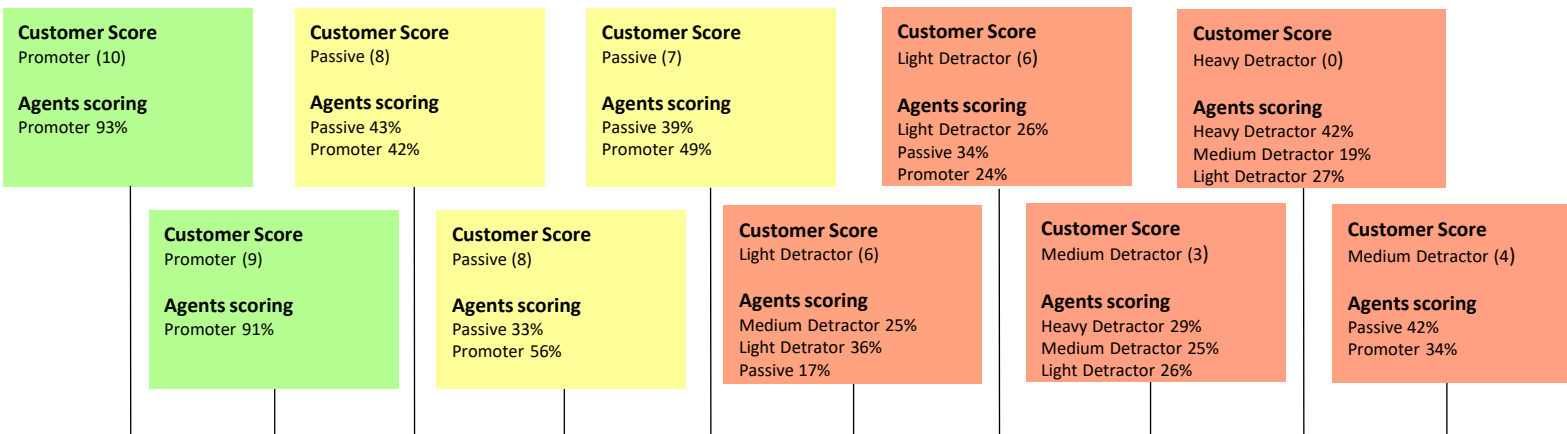 Customer Score
Promoter (10)
Agents scoring
Promoter 93%
Customer Score
Promoter (9)
Agents scoring
Promoter 91%
Customer Score
Passive (8)
Agents scoring
Passive 43%
Promoter 42%
Customer Score
Passive (8)
Agents scoring
Passive 33%
Promoter 56%
Customer Score
Passive (7)
Agents scoring
Passive 39%
Promoter 49%
Customer Score
Light Detractor (6)
Agents scoring
Medium Detractor 25%
Light Detrator 36%
Passive 17%
Customer Score
Light Detractor (6)
Agents scoring
Light Detractor 26%
Passive 34%
Promoter 24%
Customer Score
Medium Detractor (3)
Agents scoring
Heavy Detractor 29%
Medium Detractor 25%
Light Detractor 26%
Customer Score
Heavy Detractor (0)
Agents scoring
Heavy Detractor 42%
Medium Detractor 19%
Light Detractor 27%
Customer Score
Medium Detractor (4)
Agents scoring
Passive 42%
Promoter 34%